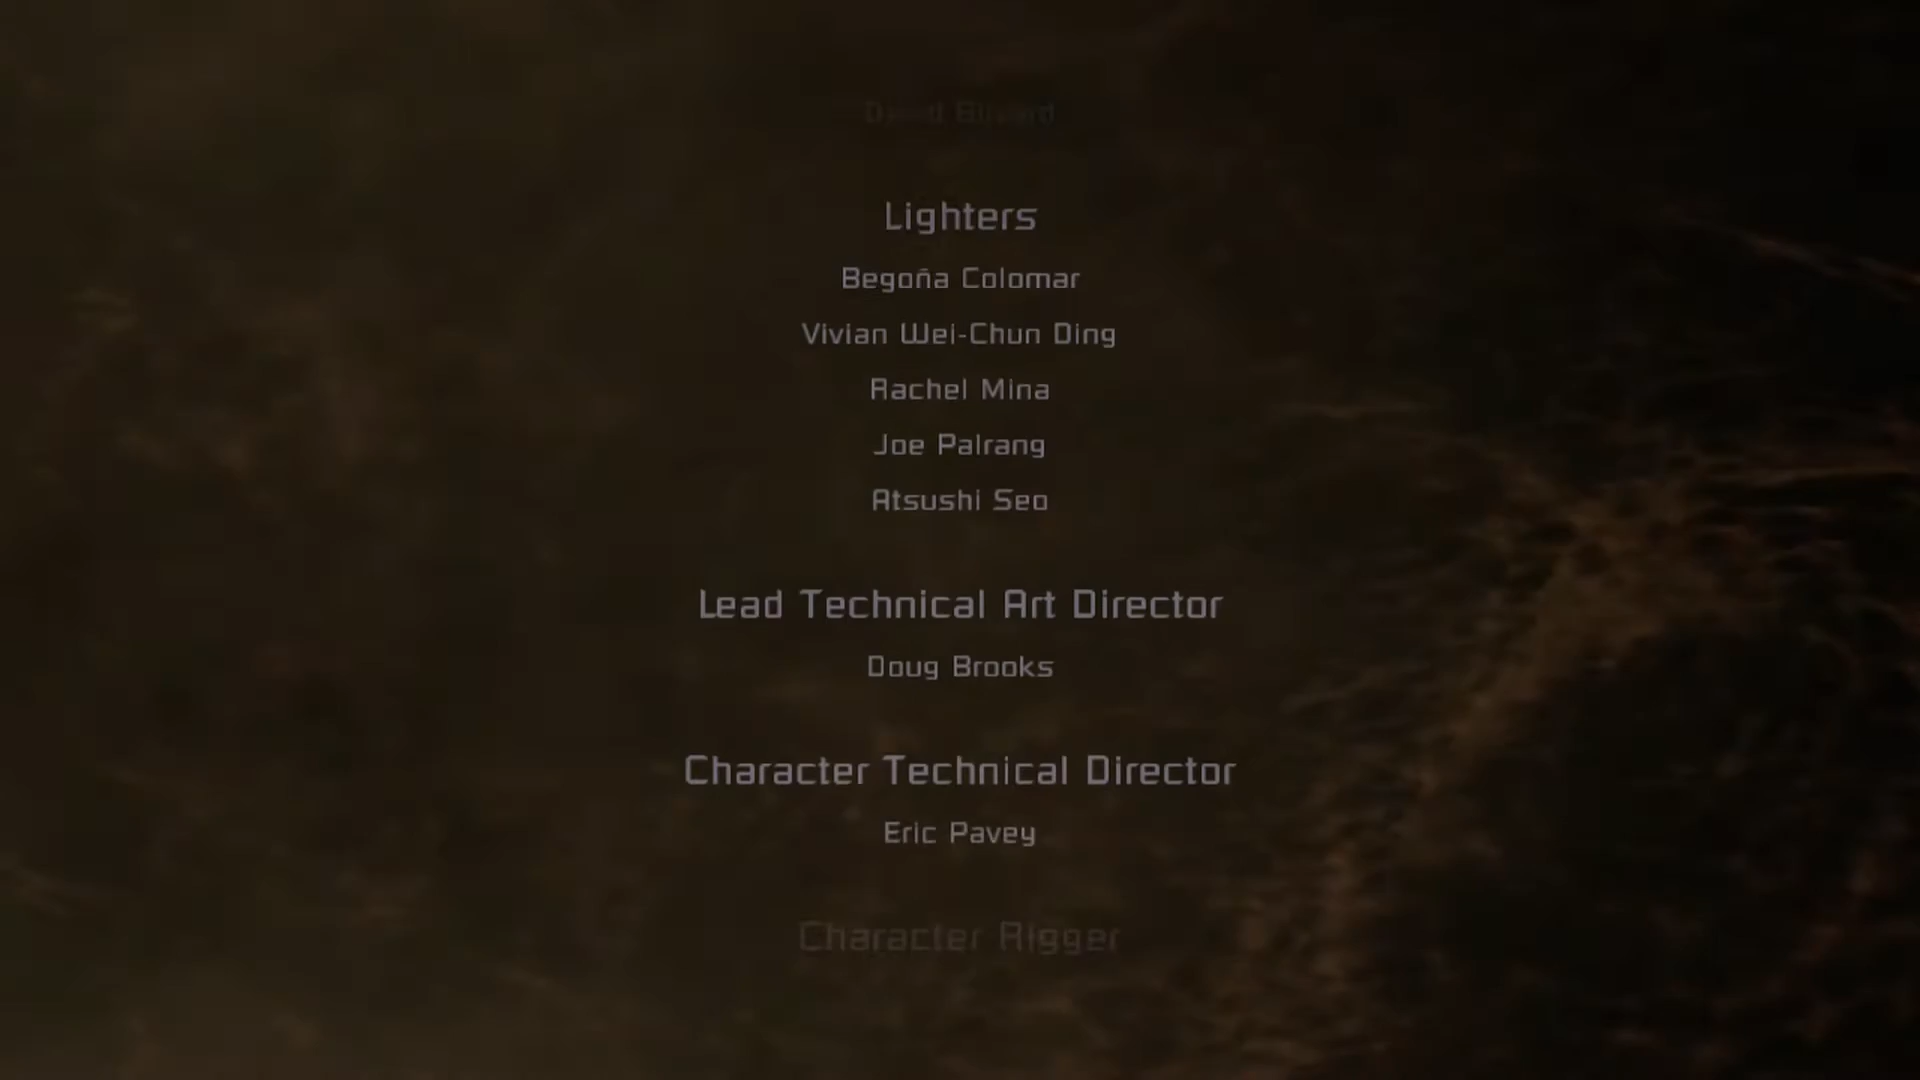 David
Lighters
Begoña Colomar
Vivian Wei-Chun Ding
Rachel Mina
Joe Palrang
Atsushi Seo
Lead Technical Art Director
Doug Brooks
Character Technical Director
Eric Pavey
Character Rigger